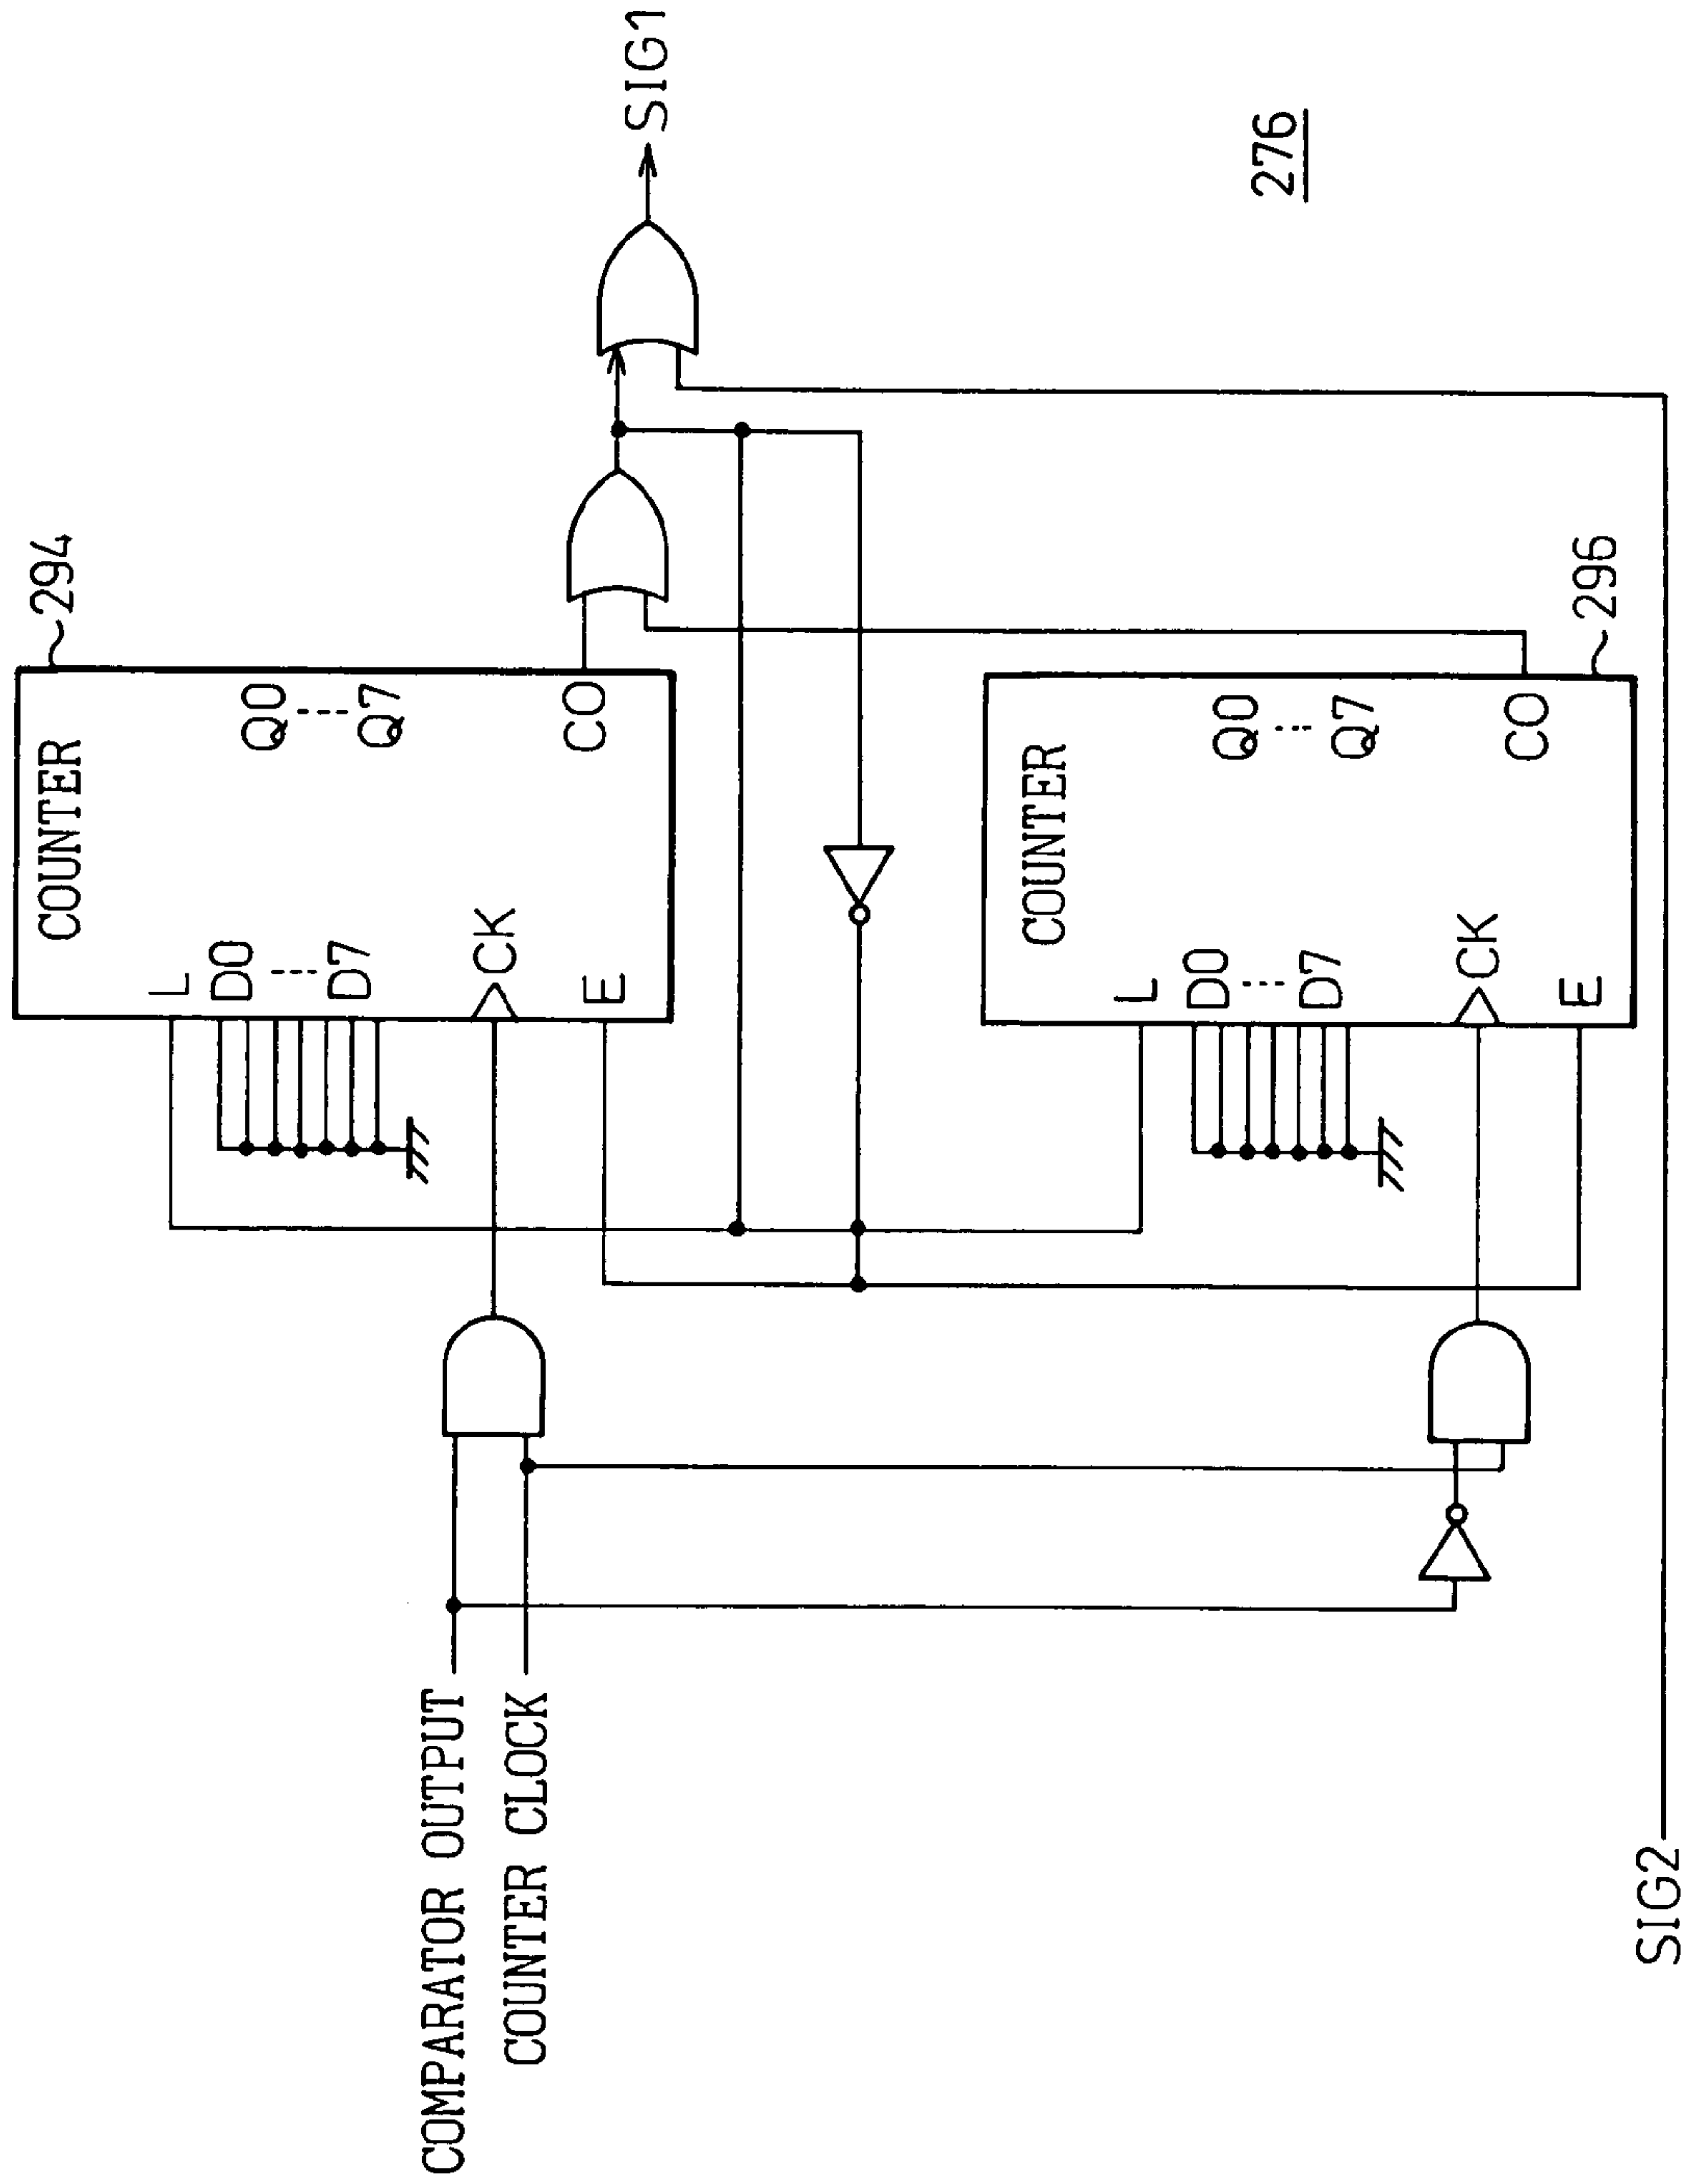 COMPARATOR OUTPUT
COUNTER CLOCK
COUNTER
294
L
D0
D7
CK
E
Q0
Q7
CO
SIG1
COUNTER
296
L
D0
D7
CK
E
Q0
Q7
CO
SIG2
276